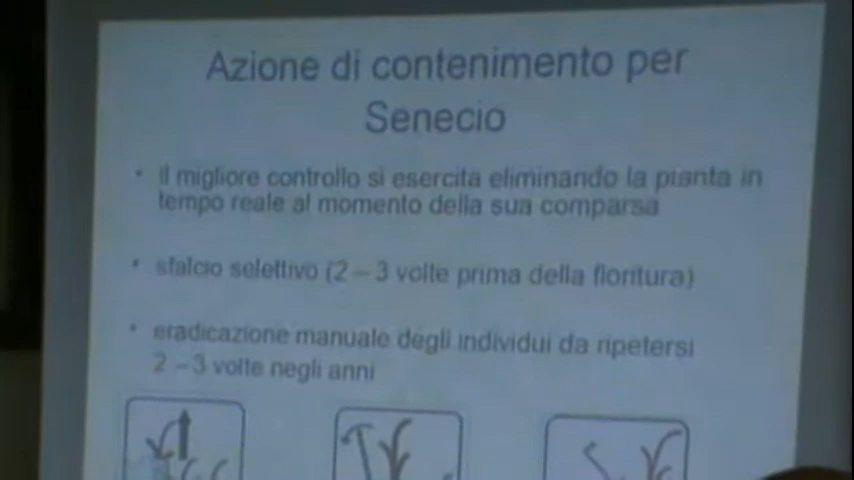 Azione di contenimento per
Senecio
• il migliore controllo si esercita eliminando la pianta in
tempo reale al momento della sua comparsa
• sfalcio selettivo (2 – 3 volte prima della fioritura)
• eradicazione manuale degli individui da ripetersi
2 – 3 volte negli anni